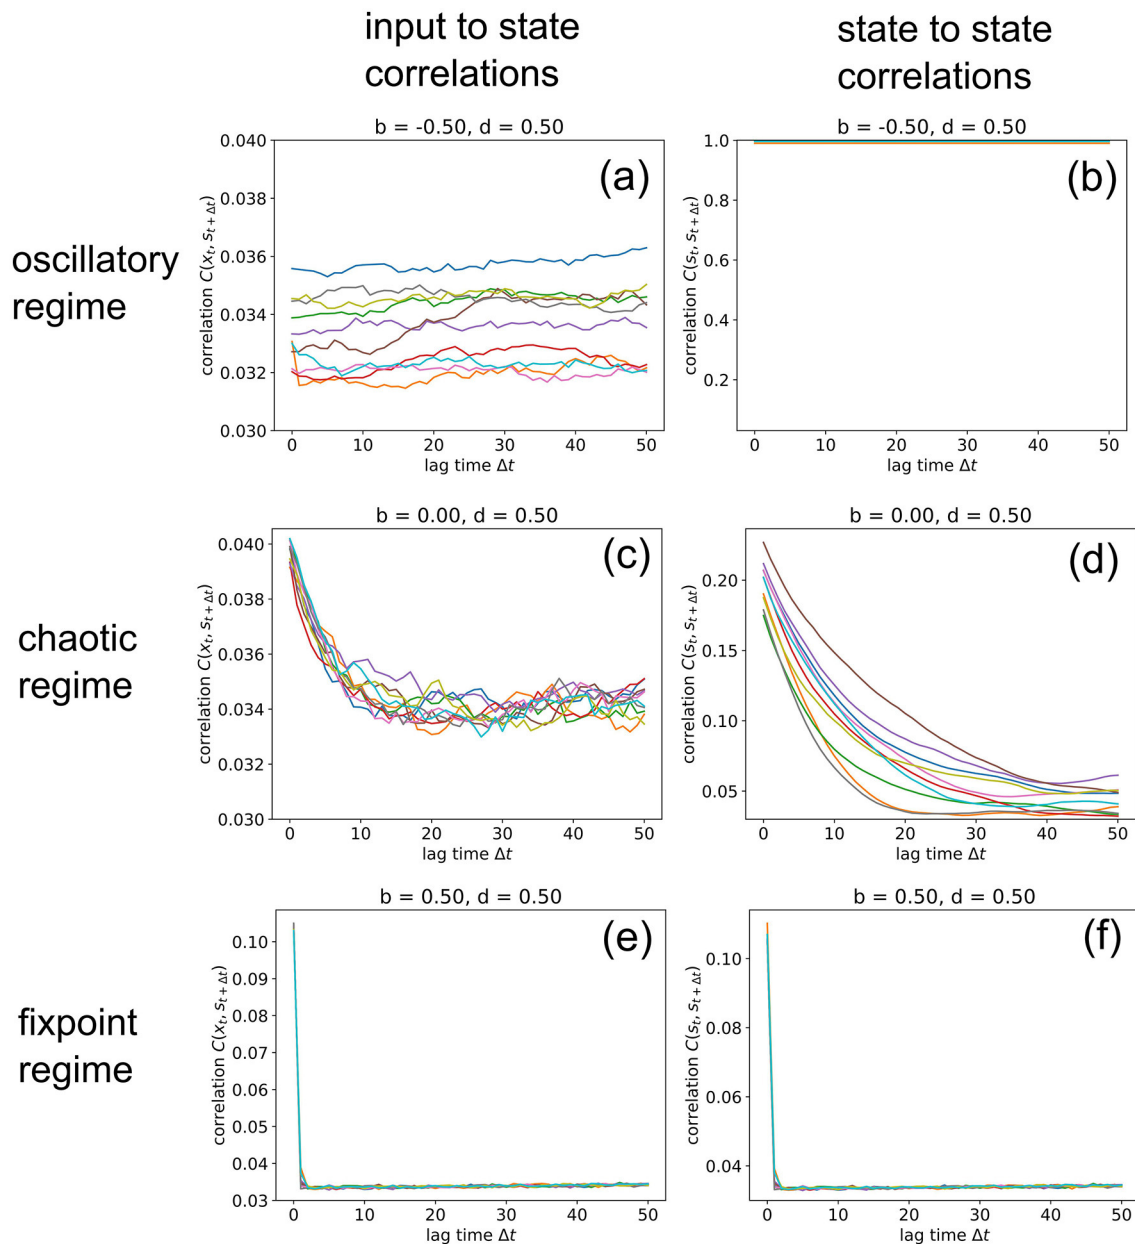 input to state
correlations
state to state
correlations
oscillatory
regime
b = -0.50, d = 0.50
(a)
correlation C(x_t, s_{t+Δt})
0.040
0.038
0.036
0.034
0.032
0.030
0 10 20 30 40 50
lag time Δt
b = -0.50, d = 0.50
(b)
correlation C(s_t, s_{t+Δt})
1.0
0.8
0.6
0.4
0.2
0 10 20 30 40 50
lag time Δt
chaotic
regime
b = 0.00, d = 0.50
(c)
correlation C(x_t, s_{t+Δt})
0.040
0.038
0.036
0.034
0.032
0.030
0 10 20 30 40 50
lag time Δt
b = 0.00, d = 0.50
(d)
correlation C(s_t, s_{t+Δt})
0.20
0.15
0.10
0.05
0 10 20 30 40 50
lag time Δt
fixpoint
regime
b = 0.50, d = 0.50
(e)
correlation C(x_t, s_{t+Δt})
0.10
0.09
0.08
0.07
0.06
0.05
0.04
0.03
0 10 20 30 40 50
lag time Δt
b = 0.50, d = 0.50
(f)
correlation C(s_t, s_{t+Δt})
0.10
0.08
0.06
0.04
0 10 20 30 40 50
lag time Δt